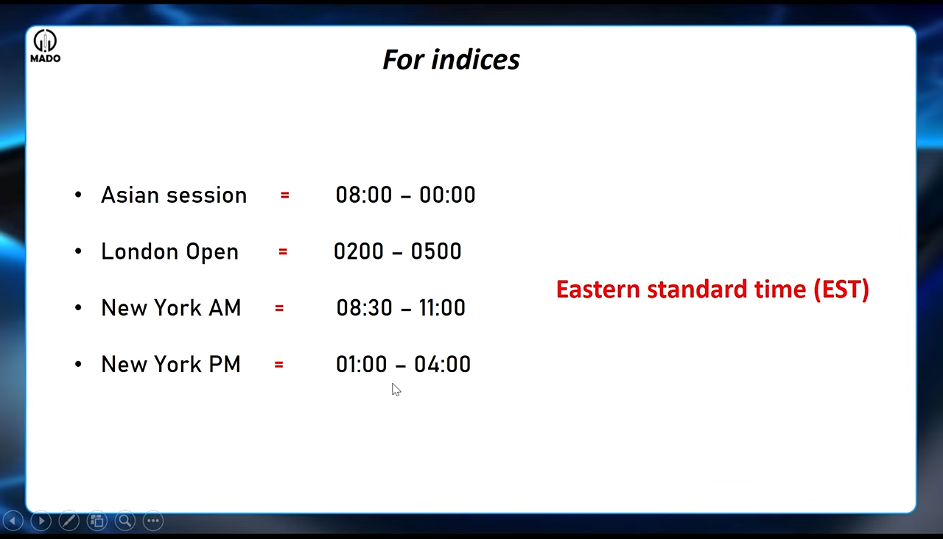 MADO
For indices
• Asian session = 08:00 – 00:00
• London Open = 0200 – 0500
• New York AM = 08:30 – 11:00
Eastern standard time (EST)
• New York PM = 01:00 – 04:00